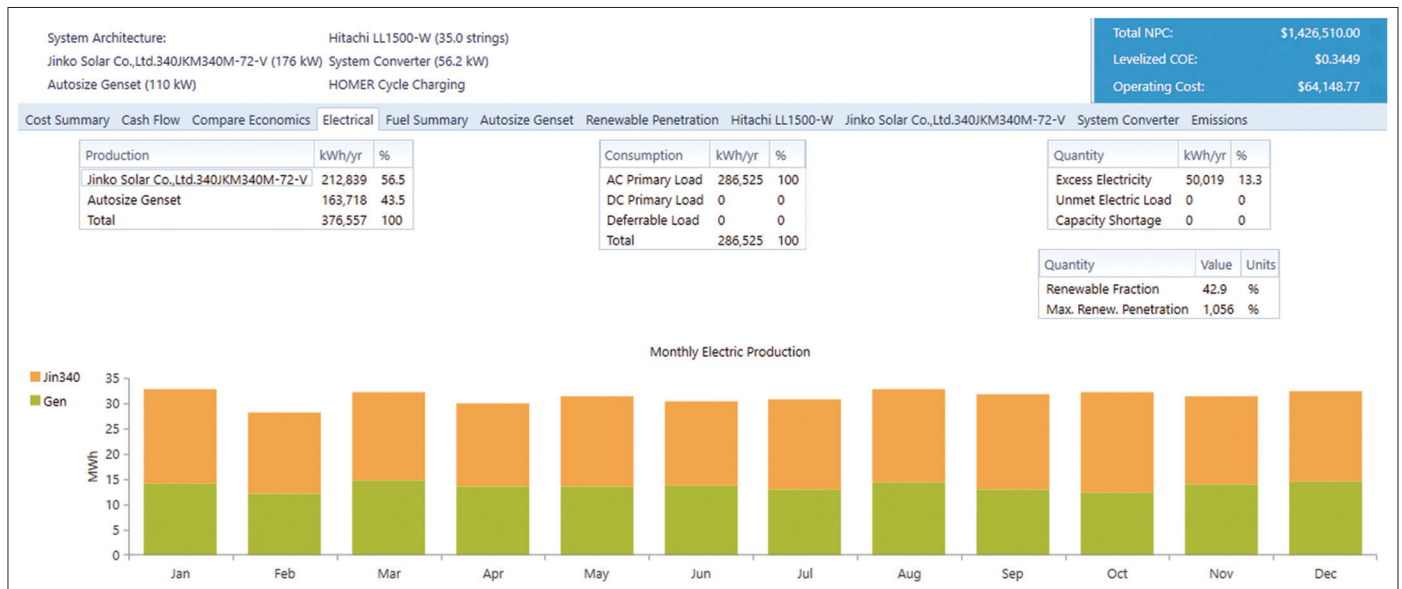 System Architecture: Hitachi LL1500-W (35.0 strings)
Jinko Solar Co.,Ltd.340JKM340M-72-V (176 kW) System Converter (56.2 kW)
Autosize Genset (110 kW) HOMER Cycle Charging
Total NPC: $1,426,510.00
Levelized COE: $0.3449
Operating Cost: $64,148.77
Cost Summary Cash Flow Compare Economics Electrical Fuel Summary Autosize Genset Renewable Penetration Hitachi LL1500-W Jinko Solar Co.,Ltd.340JKM340M-72-V System Converter Emissions
Production kWh/yr %
Jinko Solar Co.,Ltd.340JKM340M-72-V 212,839 56.5
Autosize Genset 163,718 43.5
Total 376,557 100
Consumption kWh/yr %
AC Primary Load 286,525 100
DC Primary Load 0 0
Deferrable Load 0 0
Total 286,525 100
Quantity kWh/yr %
Excess Electricity 50,019 13.3
Unmet Electric Load 0 0
Capacity Shortage 0 0
Quantity Value Units
Renewable Fraction 42.9 %
Max. Renew. Penetration 1,056 %
Monthly Electric Production
Jin340
Gen
MWh
35
30
25
20
15
10
5
0
Jan Feb Mar Apr May Jun Jul Aug Sep Oct Nov Dec